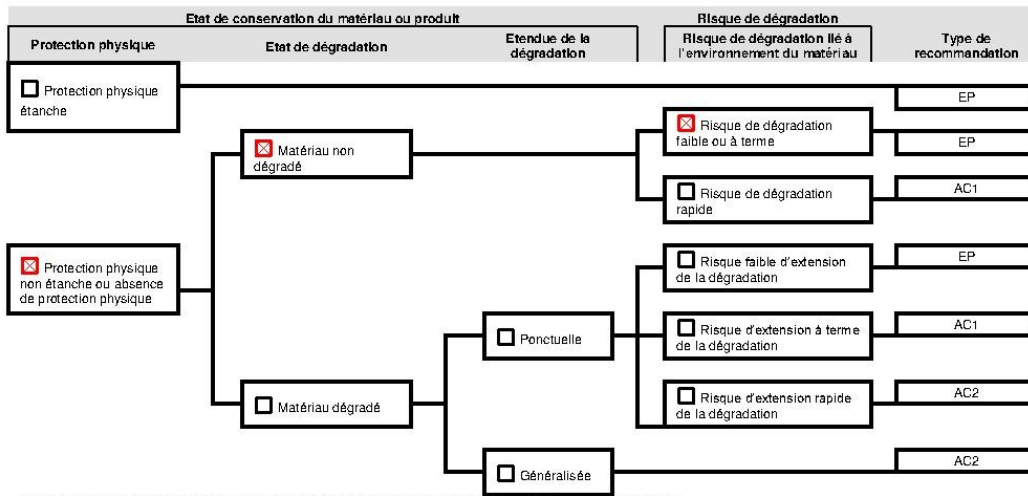 Etat de conservation du matériau ou produit
Risque de dégradation
Protection physique
Etat de dégradation
Etendue de la
dégradation
Risque de dégradation lié à
l'environnement du matériau
Type de
recommandation
Protection physique
étanche
EP
Matériau non
dégradé
Risque de dégradation
faible ou à terme
EP
Risque de dégradation
rapide
AC1
Protection physique
non étanche ou absence
de protection physique
Risque faible d'extension
de la dégradation
EP
Ponctuelle
Risque d'extension à terme
de la dégradation
AC1
Matériau dégradé
Risque d'extension rapide
de la dégradation
AC2
Généralisée
AC2